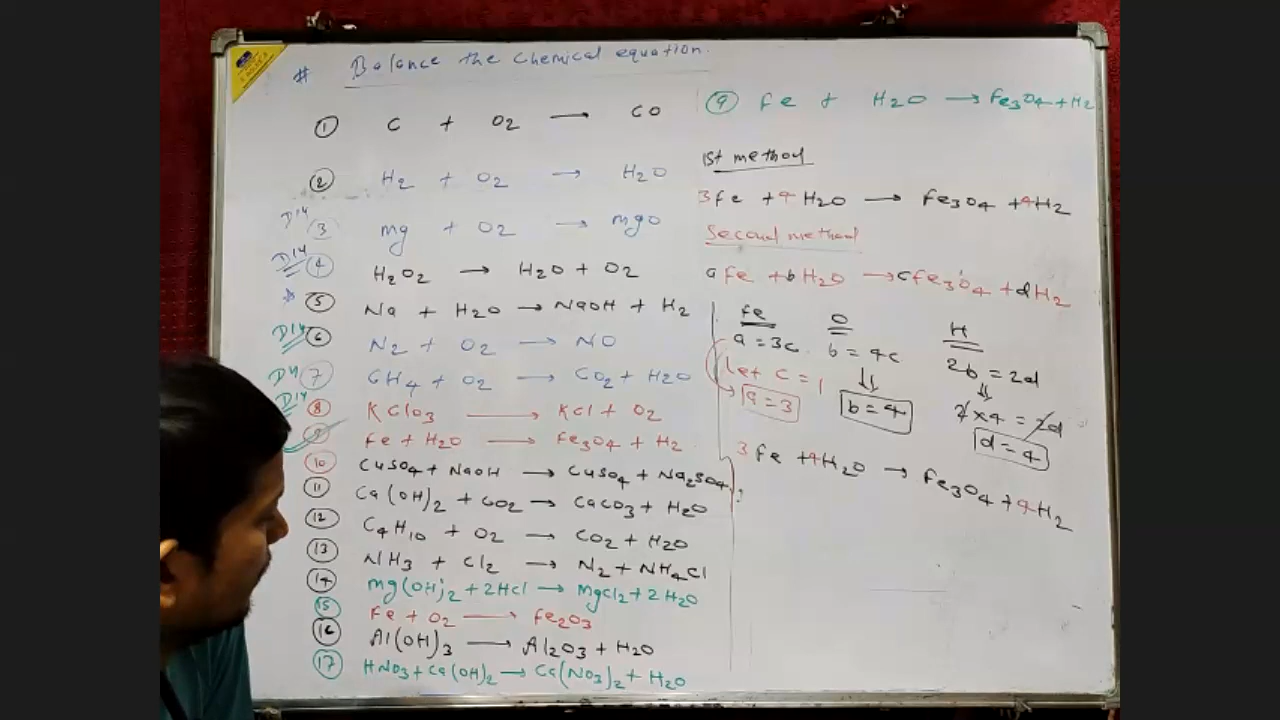 # Balance the Chemical equation.
① C + O2 → CO
② H2 + O2 → H2O
③ mg + O2 → mgO
④ H2O2 → H2O + O2
⑤ Na + H2O → NaOH + H2
⑥ N2 + O2 → NO
⑦ CH4 + O2 → CO2 + H2O
⑧ KClO3 → KCl + O2
⑨ Fe + H2O → Fe3O4 + H2
⑩ CuSO4 + NaOH → CuSO4 + Na2SO4
⑪ Ca(OH)2 + CO2 → CaCO3 + H2O
⑫ C4H10 + O2 → CO2 + H2O
⑬ NH3 + Cl2 → N2 + NH4Cl
⑭ mg(OH)2 + 2HCl → MgCl2 + 2H2O
⑮ Fe + O2 → Fe2O3
⑯ Al(OH)3 → Al2O3 + H2O
⑰ HNO3 + Ca(OH)2 → Ca(NO3)2 + H2O
⑨ Fe + H2O → Fe3O4 + H2
1st method
3Fe + 4H2O → Fe3O4 + 4H2
Second method
aFe + bH2O → cFe3O4 + dH2
Fe O H
a = 3c b = 4c 2b = 2d
let c = 1 ⇓ ⇓
a = 3 b = 4 2×4 = 2d
d = 4
3Fe + 4H2O → Fe3O4 + 4H2